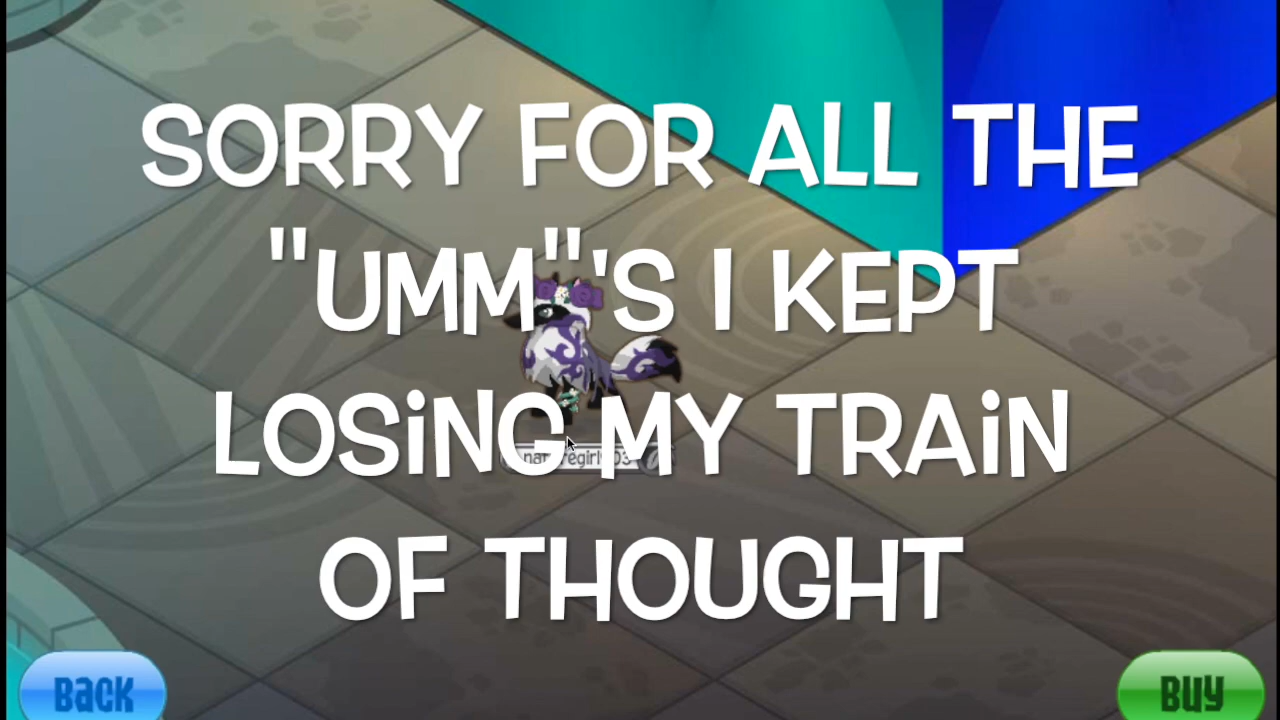 SORRY FOR ALL THE
"UMM"'S I KEPT
LOSiNG MY TRAiN
OF THOUGHT
BACK
BUY